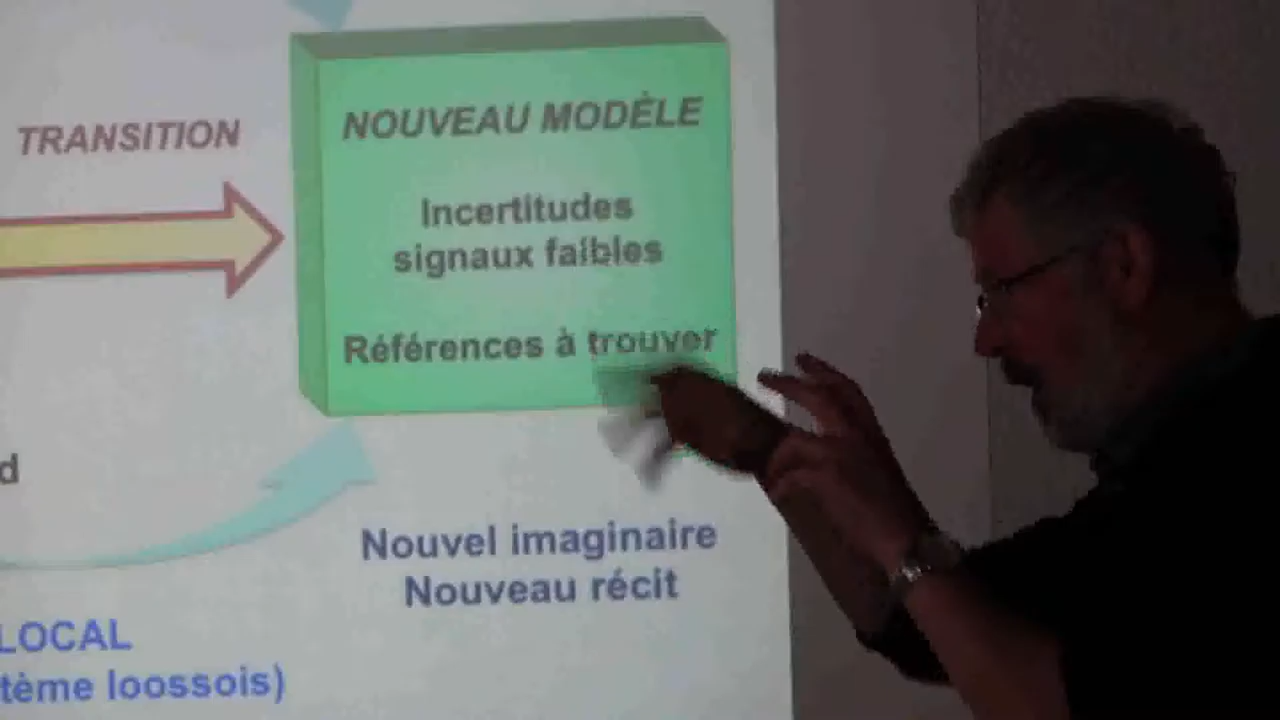 TRANSITION
NOUVEAU MODÈLE
Incertitudes
signaux faibles
Références à trouver
d
Nouvel imaginaire
Nouveau récit
LOCAL
tème loossois)